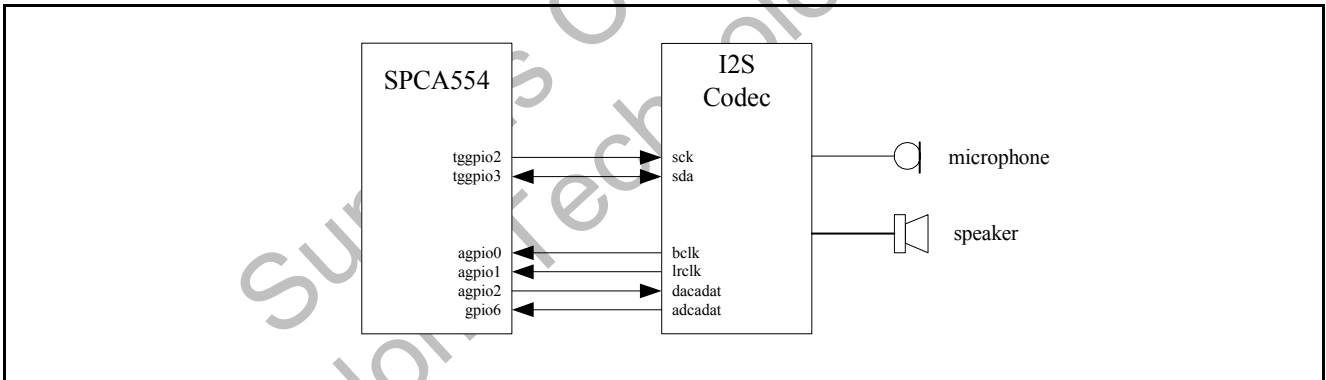 SPCA554
I2S
Codec
tggpio2
tggpio3
agpio0
agpio1
agpio2
gpio6
sck
sda
bclk
lrclk
dacadat
adcadat
microphone
speaker